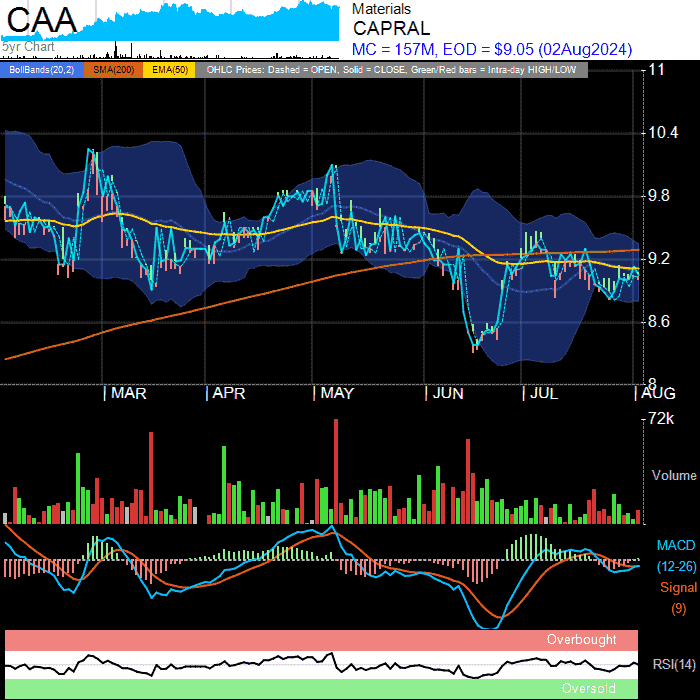 CAA
5yr Chart
Materials
CAPRAL
MC = 157M, EOD = $9.05 (02Aug2024)
BollBands(20,2) SMA(200) EMA(50) OHLC Prices: Dashed = OPEN, Solid = CLOSE, Green/Red bars = Intra-day HIGH/LOW
11
10.4
9.8
9.2
8.6
8
MAR APR MAY JUN JUL AUG
72k
Volume
MACD
(12-26)
Signal
(9)
Overbought
RSI(14)
Oversold